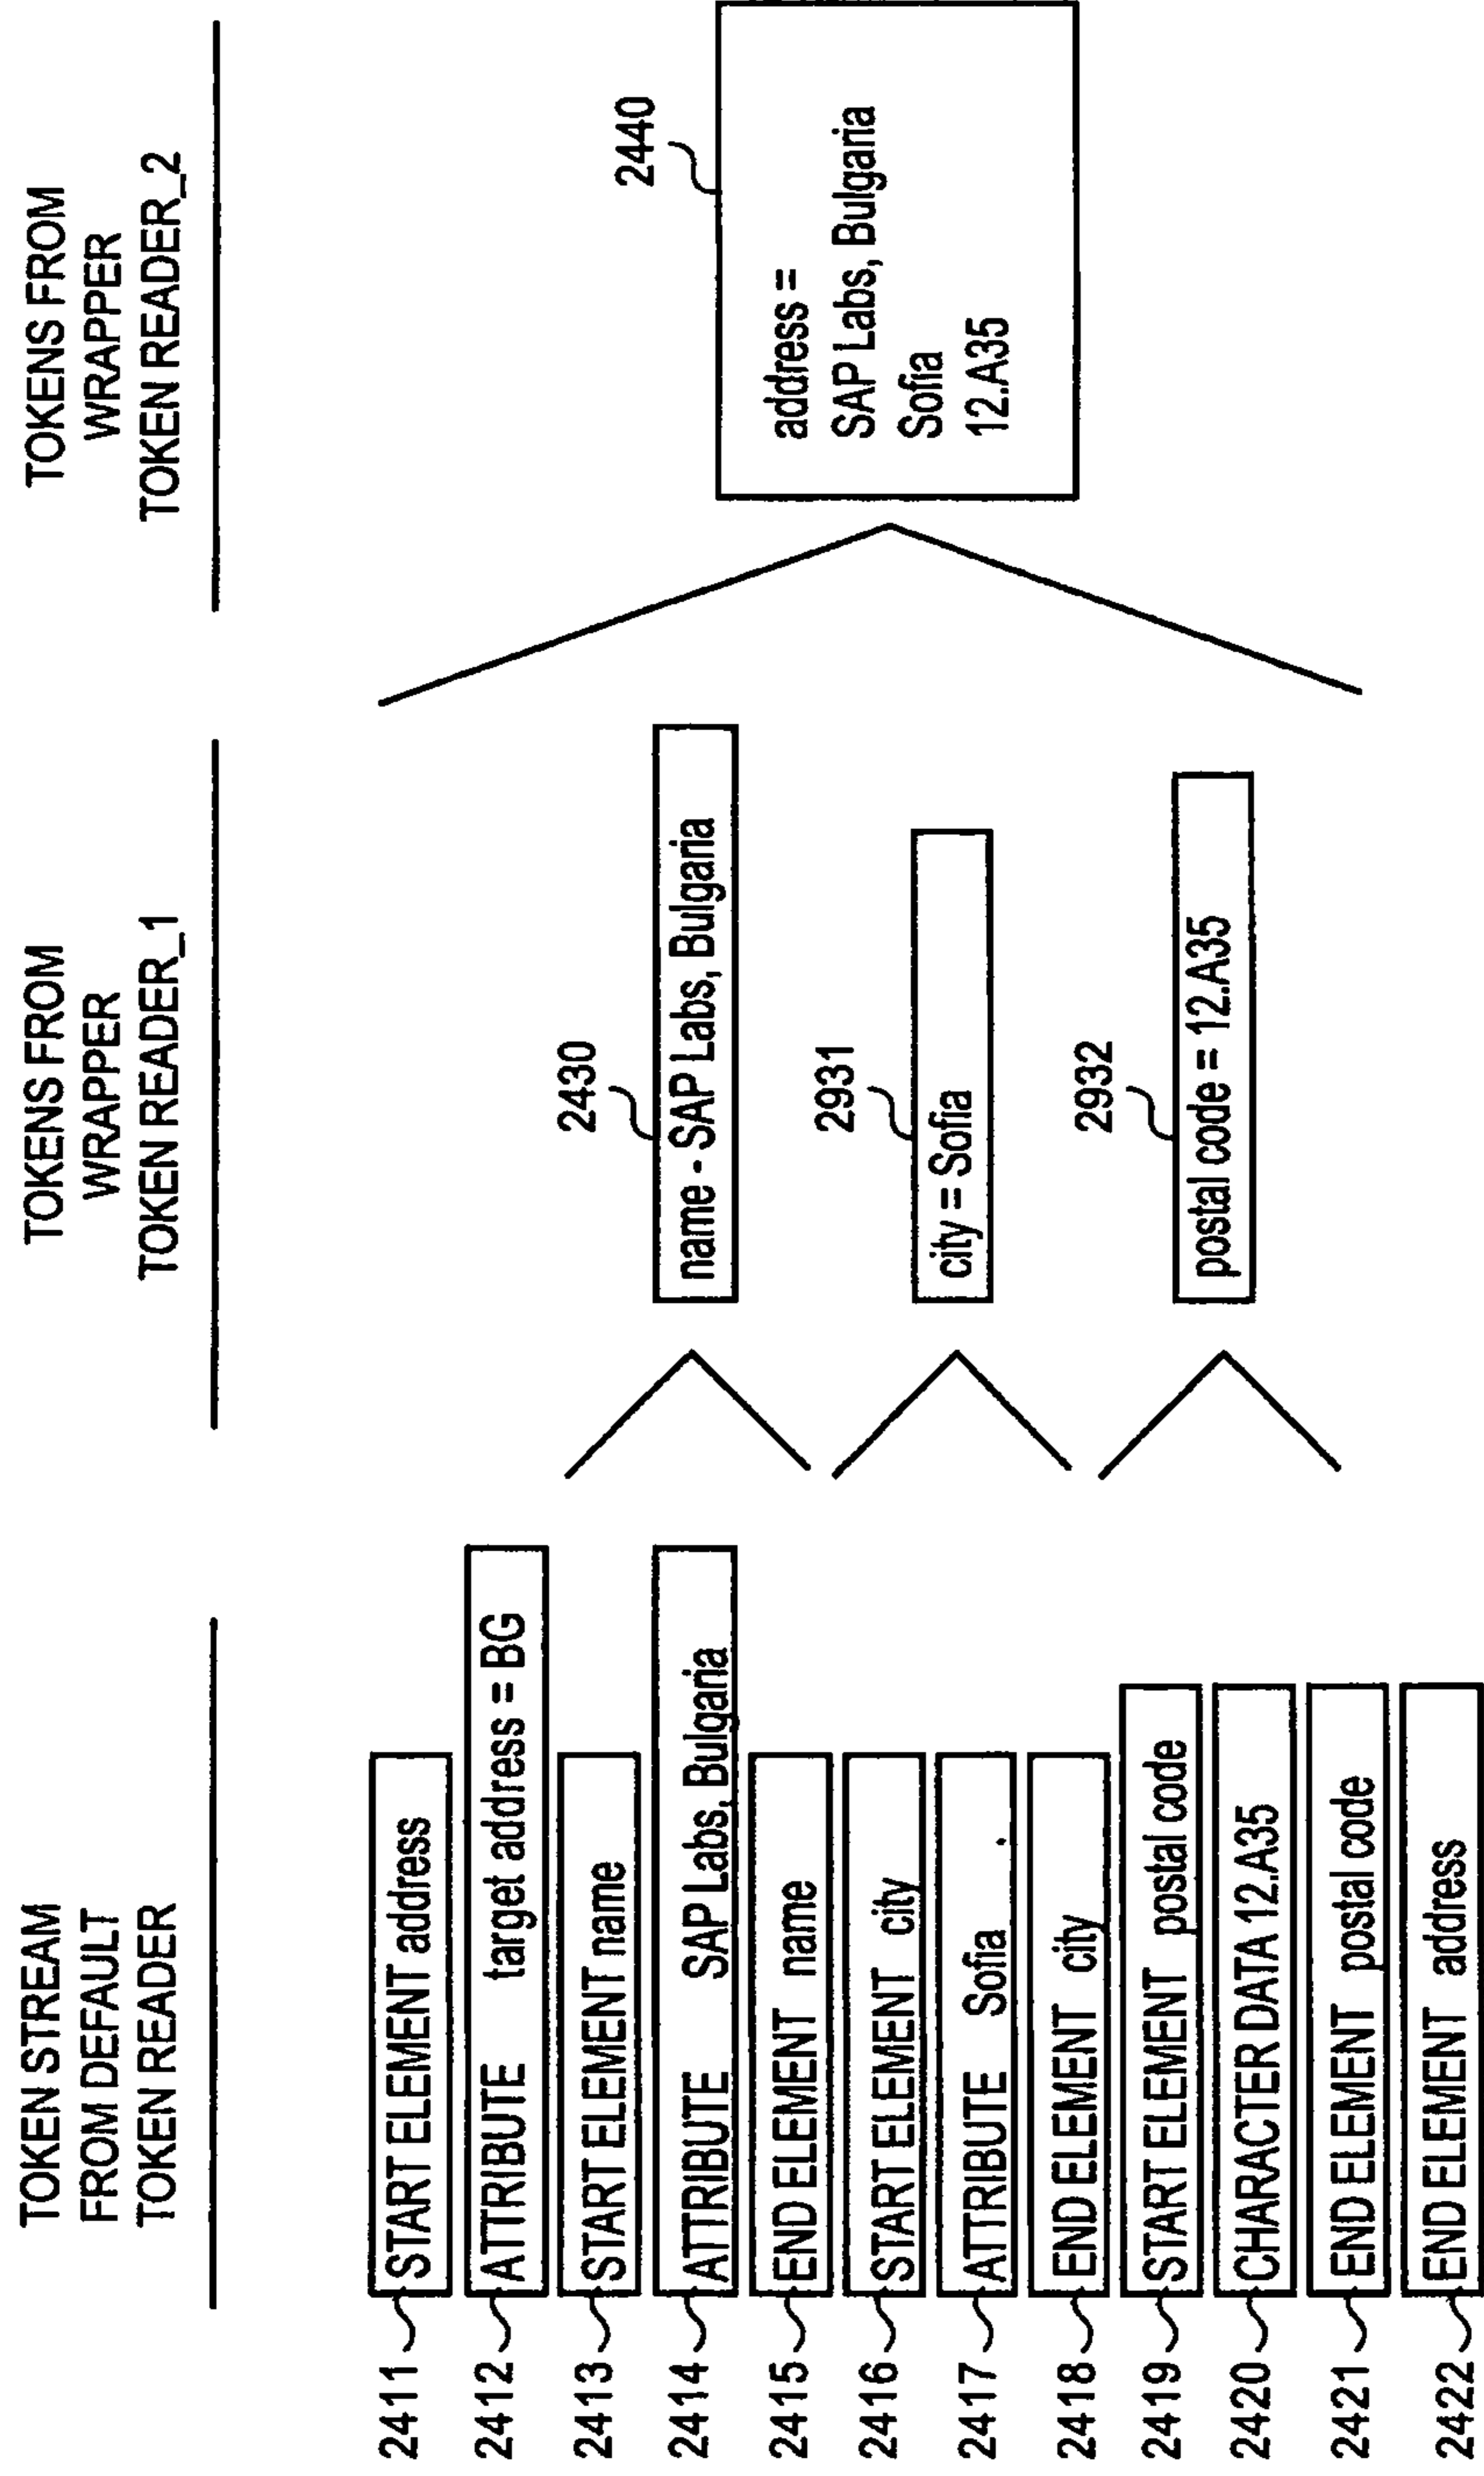 TOKEN STREAM
FROM DEFAULT
TOKEN READER
2411 START ELEMENT address
2412 ATTRIBUTE target address = BG
2413 START ELEMENT name
2414 ATTRIBUTE SAP Labs, Bulgaria
2415 END ELEMENT name
2416 START ELEMENT city
2417 ATTRIBUTE Sofia
2418 END ELEMENT city
2419 START ELEMENT postal code
2420 CHARACTER DATA 12.A35
2421 END ELEMENT postal code
2422 END ELEMENT address
TOKENS FROM
WRAPPER
TOKEN READER_1
2430
name - SAP Labs, Bulgaria
2931
city = Sofia
2932
postal code = 12.A35
TOKENS FROM
WRAPPER
TOKEN READER_2
2440
address =
SAP Labs, Bulgaria
Sofia
12.A35